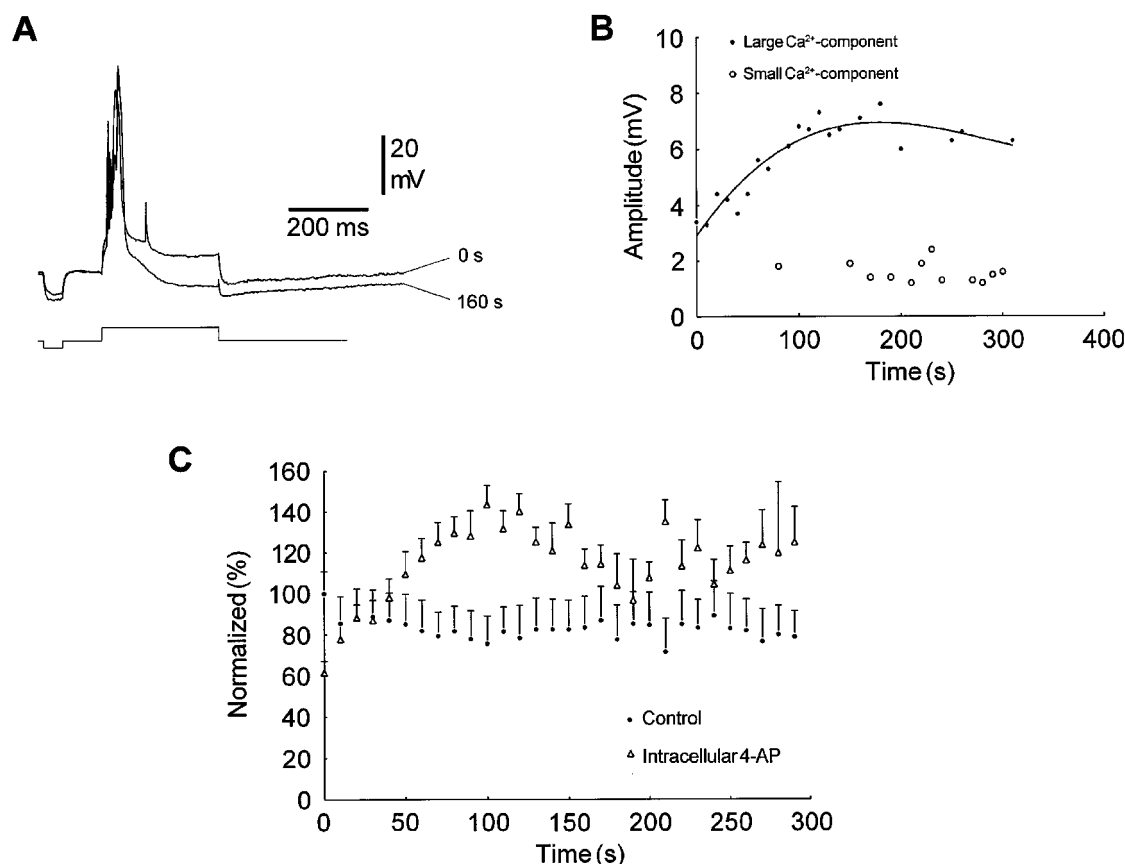 A
20
mV
200 ms
0 s
160 s
B
Large Ca²⁺-component
Small Ca²⁺-component
10
8
6
4
2
0
Amplitude (mV)
0 100 200 300 400
Time (s)
C
160
140
120
100
80
60
40
20
0
Normalized (%)
Control
Intracellular 4-AP
0 50 100 150 200 250 300
Time (s)